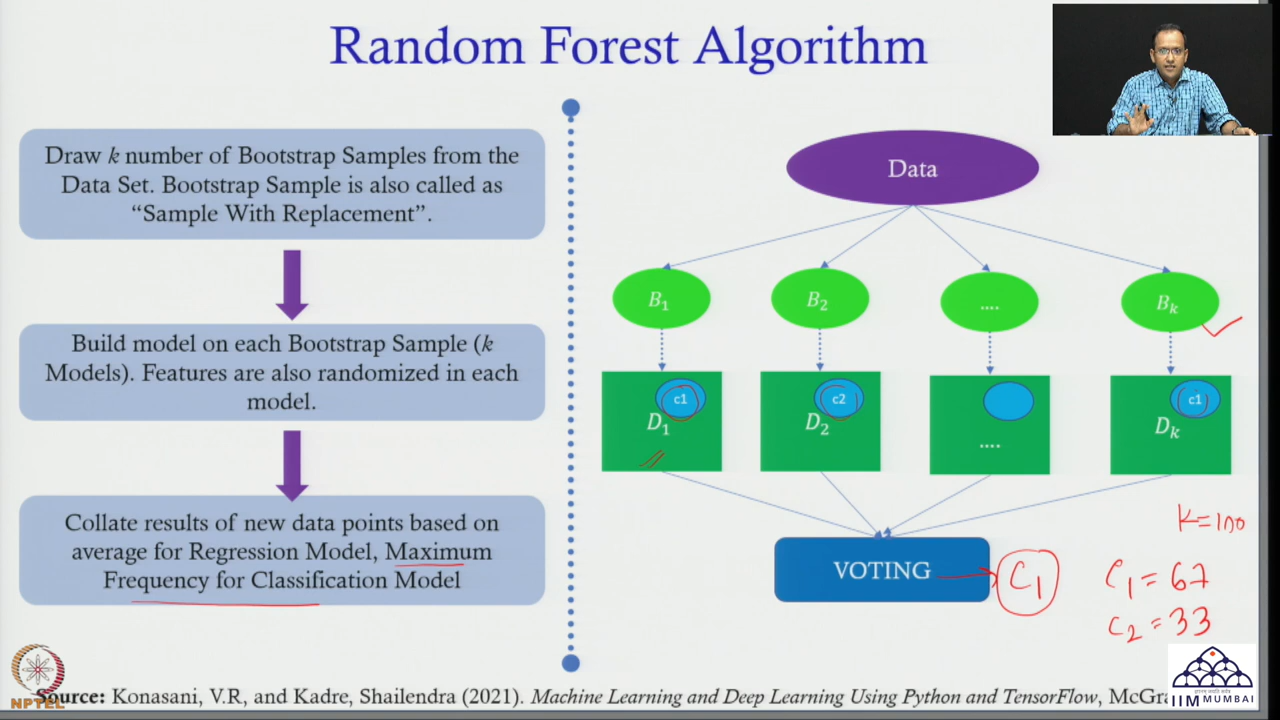 Random Forest Algorithm
Draw k number of Bootstrap Samples from the
Data Set. Bootstrap Sample is also called as
“Sample With Replacement”.
Build model on each Bootstrap Sample (k
Models). Features are also randomized in each
model.
Collate results of new data points based on
average for Regression Model, Maximum
Frequency for Classification Model
Data
B1
B2
....
Bk
c1
D1
c2
D2
....
c1
Dk
VOTING
C1
K=100
C1=67
C2=33
NPTEL
Source: Konasani, V.R, and Kadre, Shailendra (2021). Machine Learning and Deep Learning Using Python and TensorFlow, McGra
IIM MUMBAI